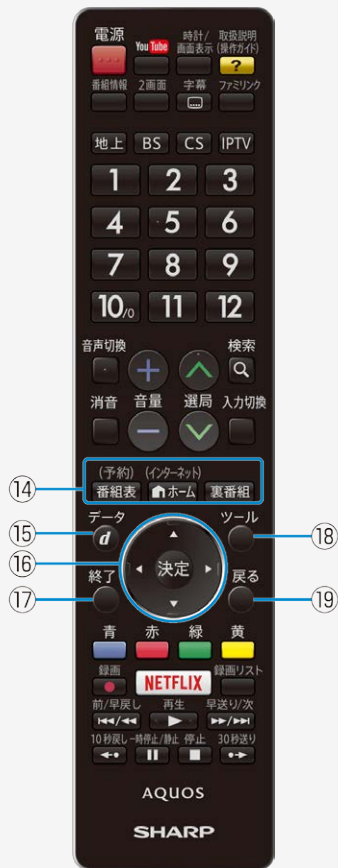 電源
YouTube
時計/
画面表示
取扱説明
(操作ガイド)
?
番組情報 2画面 字幕 ファミリンク
地上 BS CS IPTV
1 2 3
4 5 6
7 8 9
10/0 11 12
音声切換 検索
消音 音量 選局 入力切換
(予約) (インターネット)
番組表 ホーム 裏番組
⑭
データ ツール
d
⑮ ⑱
⑯
決定
終了 戻る
⑰ ⑲
青 赤 緑 黄
録画 NETFLIX 録画リスト
前/早戻し 再生 早送り/次
10秒戻し 一時停止/静止 停止 30秒送り
AQUOS
SHARP